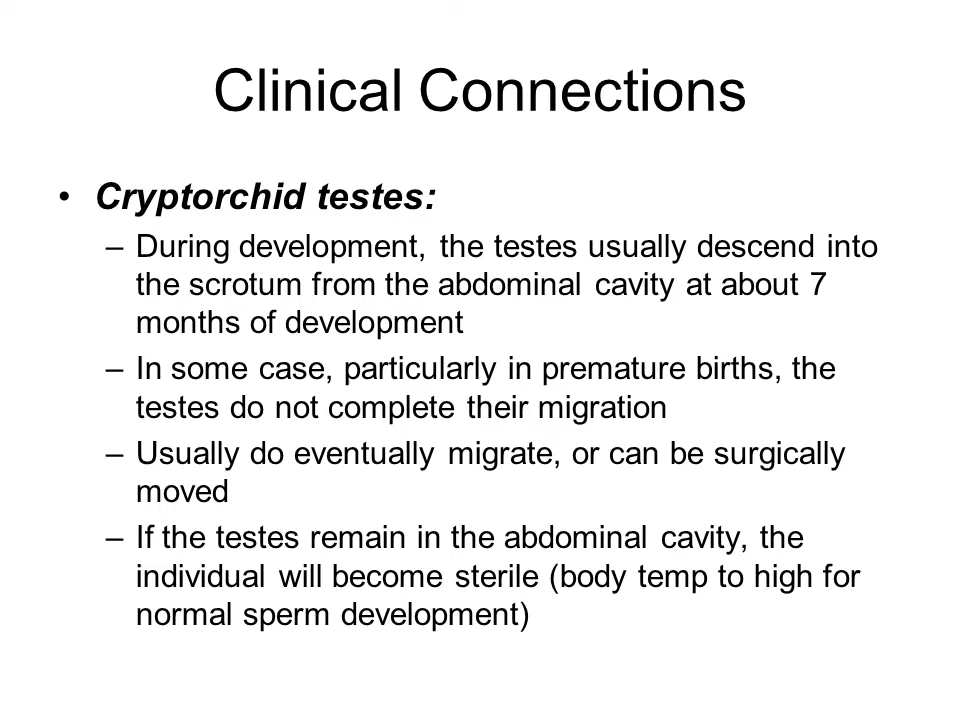 Clinical Connections
• Cryptorchid testes:
– During development, the testes usually descend into
the scrotum from the abdominal cavity at about 7
months of development
– In some case, particularly in premature births, the
testes do not complete their migration
– Usually do eventually migrate, or can be surgically
moved
– If the testes remain in the abdominal cavity, the
individual will become sterile (body temp to high for
normal sperm development)